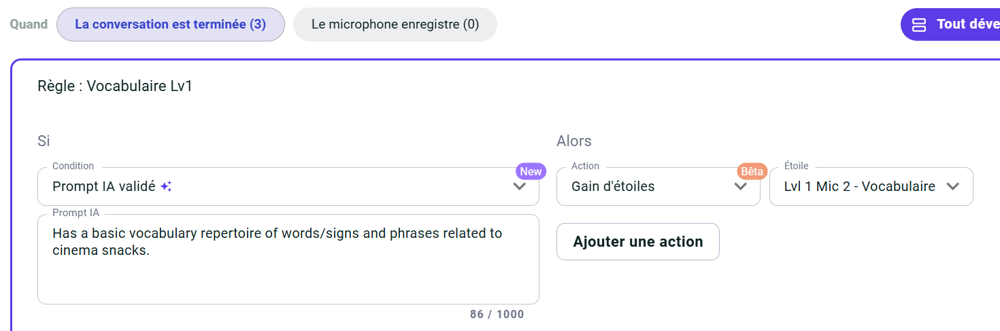 Quand La conversation est terminée (3) Le microphone enregistre (0) Tout déve
Règle : Vocabulaire Lv1
Si Alors
Condition New Action Bêta Étoile
Prompt IA validé Gain d'étoiles Lvl 1 Mic 2 - Vocabulaire
Prompt IA
Has a basic vocabulary repertoire of words/signs and phrases related to
cinema snacks.
Ajouter une action
86 / 1000